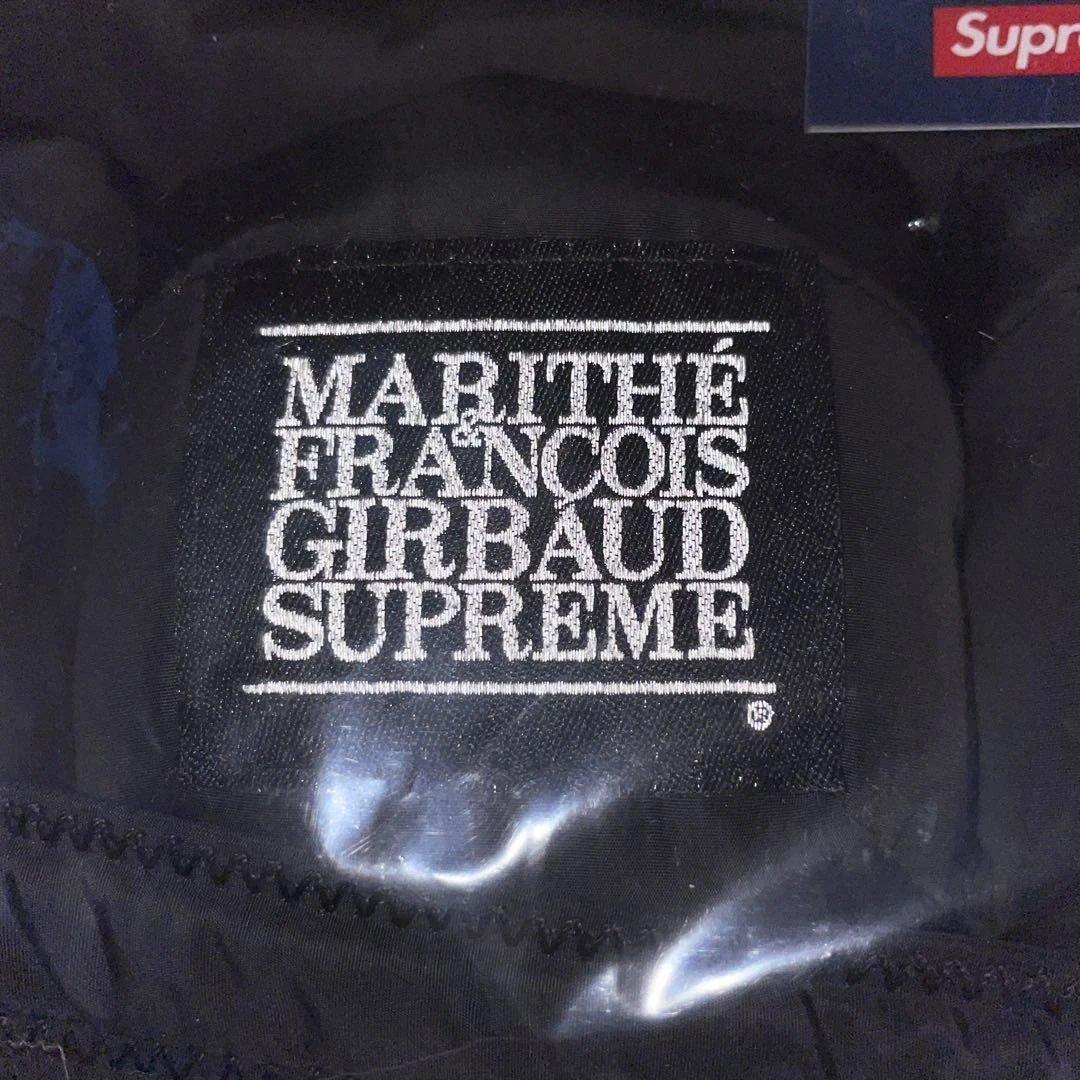 Supr
MARITHÉ
&
FRANÇOIS
GIRBAUD
SUPREME
®